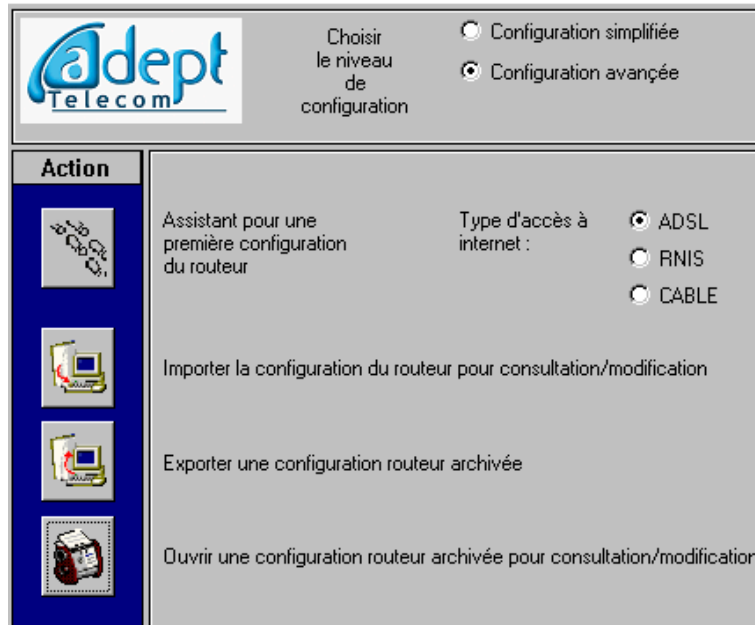 adept
Telecom
Choisir
le niveau
de
configuration
Configuration simplifiée
Configuration avançée
Action
Assistant pour une
première configuration
du routeur
Type d'accès à
internet :
ADSL
RNIS
CABLE
Importer la configuration du routeur pour consultation/modification
Exporter une configuration routeur archivée
Ouvrir une configuration routeur archivée pour consultation/modification